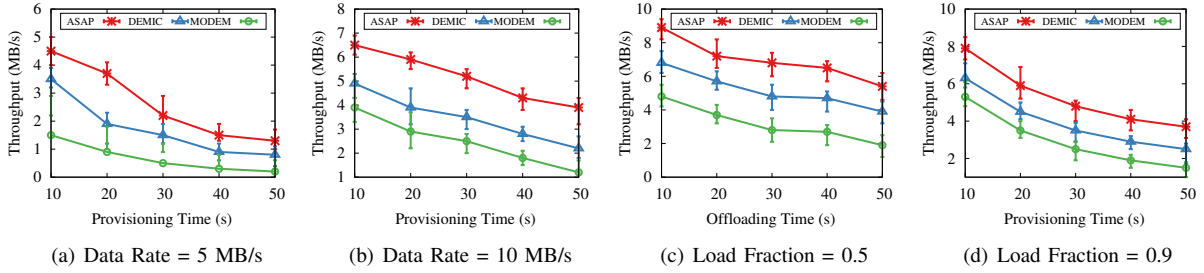 ASAP DEMIC MODEM
Throughput (MB/s)
6
5
4
3
2
1
0
10 20 30 40 50
Provisioning Time (s)
(a) Data Rate = 5 MB/s
ASAP DEMIC MODEM
Throughput (MB/s)
8
7
6
5
4
3
2
1
10 20 30 40 50
Provisioning Time (s)
(b) Data Rate = 10 MB/s
ASAP DEMIC MODEM
Throughput (MB/s)
10
8
6
4
2
0
10 20 30 40 50
Offloading Time (s)
(c) Load Fraction = 0.5
ASAP DEMIC MODEM
Throughput (MB/s)
10
8
6
4
2
10 20 30 40 50
Provisioning Time (s)
(d) Load Fraction = 0.9